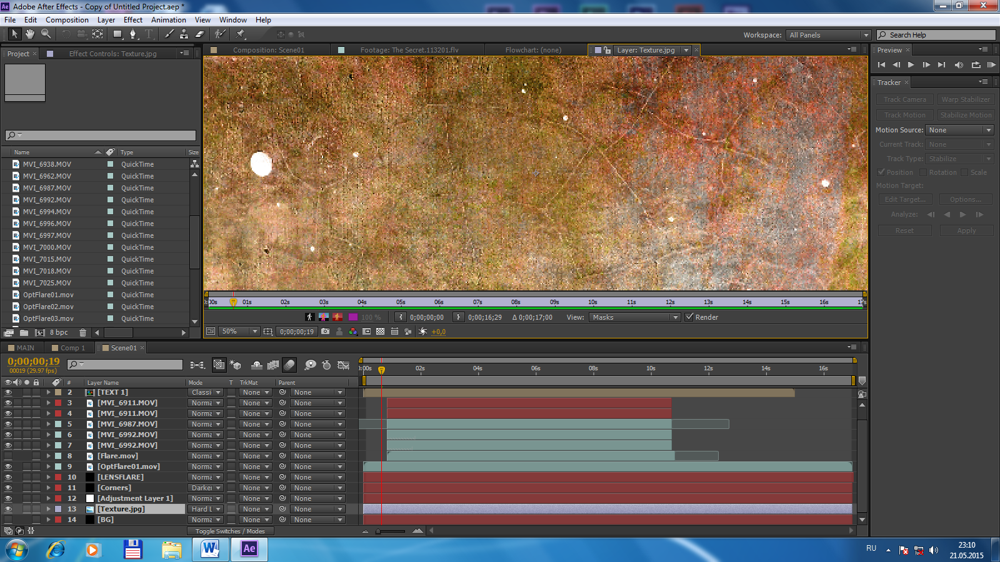 Adobe After Effects - Copy of Untitled Project.aep *
File Edit Composition Layer Effect Animation View Window Help
Workspace: All Panels Search Help
Project Effect Controls: Texture.jpg
Composition: Scene01 Footage: The Secret.113201.flv Flowchart: (none) Layer: Texture.jpg
Preview
Tracker
Track Camera Warp Stabilizer
Track Motion Stabilize Motion
Motion Source: None
Current Track: None
Track Type: Stabilize
Position Rotation Scale
Motion Target:
Edit Target... Options...
Analyze:
Reset Apply
Name Type Size
MVI_6938.MOV QuickTime
MVI_6962.MOV QuickTime
MVI_6987.MOV QuickTime
MVI_6992.MOV QuickTime
MVI_6994.MOV QuickTime
MVI_6996.MOV QuickTime
MVI_6997.MOV QuickTime
MVI_7000.MOV QuickTime
MVI_7015.MOV QuickTime
MVI_7018.MOV QuickTime
MVI_7025.MOV QuickTime
OptFlare01.mov QuickTime
OptFlare02.mov QuickTime
OptFlare03.mov QuickTime
8 bpc
00s 01s 02s 03s 04s 05s 06s 07s 08s 09s 10s 11s 12s 13s 14s 15s 16s 17s
100 % 0;00;00;00 0;00;16;29 Δ 0;00;17;00 View: Masks Render
50% 0;00;00;19 +0,0
MAIN Comp 1 Scene01
0;00;00;19
00019 (29.97 fps)
:00s 02s 04s 06s 08s 10s 12s 14s 16s
# Layer Name Mode T TrkMat Parent
2 [TEXT 1] Classi None None
3 [MVI_6911.MOV] Norma None None
4 [MVI_6911.MOV] Norma None None
5 [MVI_6987.MOV] Norma None None
6 [MVI_6992.MOV] Norma None None
7 [MVI_6992.MOV] Norma None None
8 [Flare.mov] Norma None None
9 [OptFlare01.mov] Norma None None
10 [LENSFLARE] Norma None None
11 [Corners] Darke None None
12 [Adjustment Layer 1] Norma None None
13 [Texture.jpg] Hard L None None
14 [BG] Norma None None
Toggle Switches / Modes
Ae
RU
23:10
21.05.2015